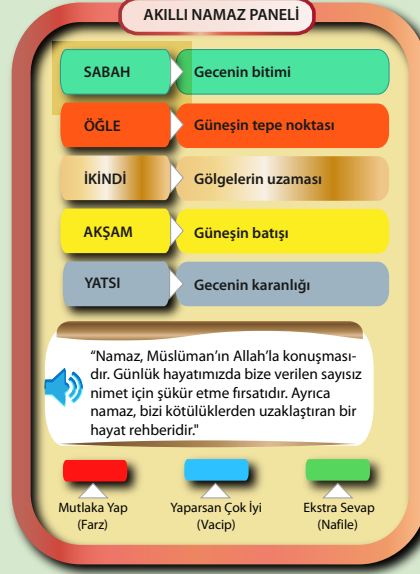 AKILLI NAMAZ PANELİ
SABAH Gecenin bitimi
ÖĞLE Güneşin tepe noktası
İKİNDİ Gölgelerin uzaması
AKŞAM Güneşin batışı
YATSI Gecenin karanlığı
“Namaz, Müslüman’ın Allah’la konuşması-
dır. Günlük hayatımızda bize verilen sayısız
nimet için şükür etme fırsatıdır. Ayrıca
namaz, bizi kötülüklerden uzaklaştıran bir
hayat rehberidir."
Mutlaka Yap Yaparsan Çok İyi Ekstra Sevap
(Farz) (Vacip) (Nafile)